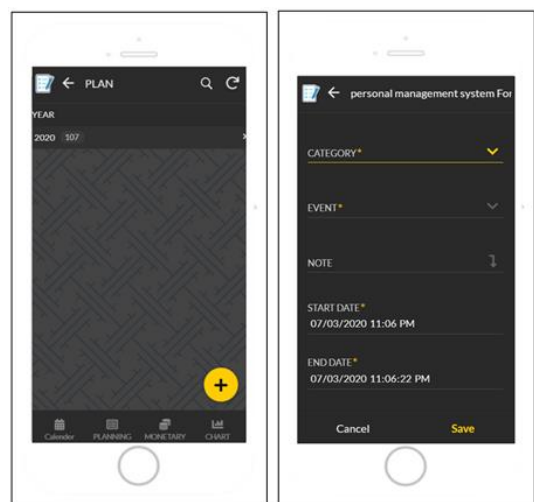 PLAN
YEAR
2020 107
Calender PLANNING MONETARY CHART
personal management system For
CATEGORY*
EVENT*
NOTE
START DATE*
07/03/2020 11:06 PM
END DATE*
07/03/2020 11:06:22 PM
Cancel Save